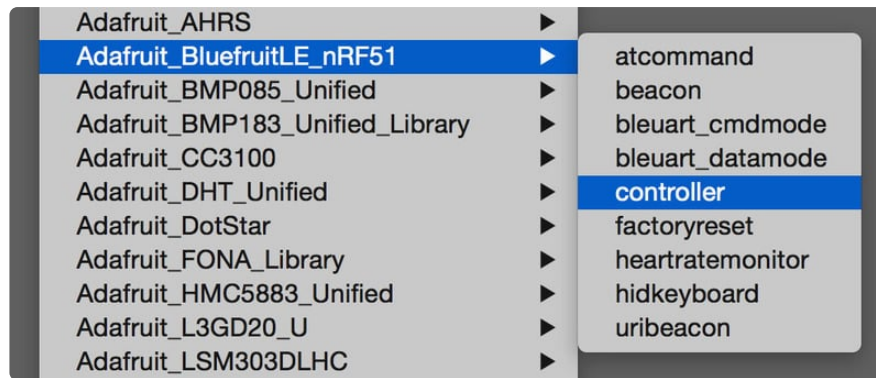 Adafruit_AHRS
Adafruit_BluefruitLE_nRF51
Adafruit_BMP085_Unified
Adafruit_BMP183_Unified_Library
Adafruit_CC3100
Adafruit_DHT_Unified
Adafruit_DotStar
Adafruit_FONA_Library
Adafruit_HMC5883_Unified
Adafruit_L3GD20_U
Adafruit_LSM303DLHC
atcommand
beacon
bleuart_cmdmode
bleuart_datamode
controller
factoryreset
heartratemonitor
hidkeyboard
uribeacon